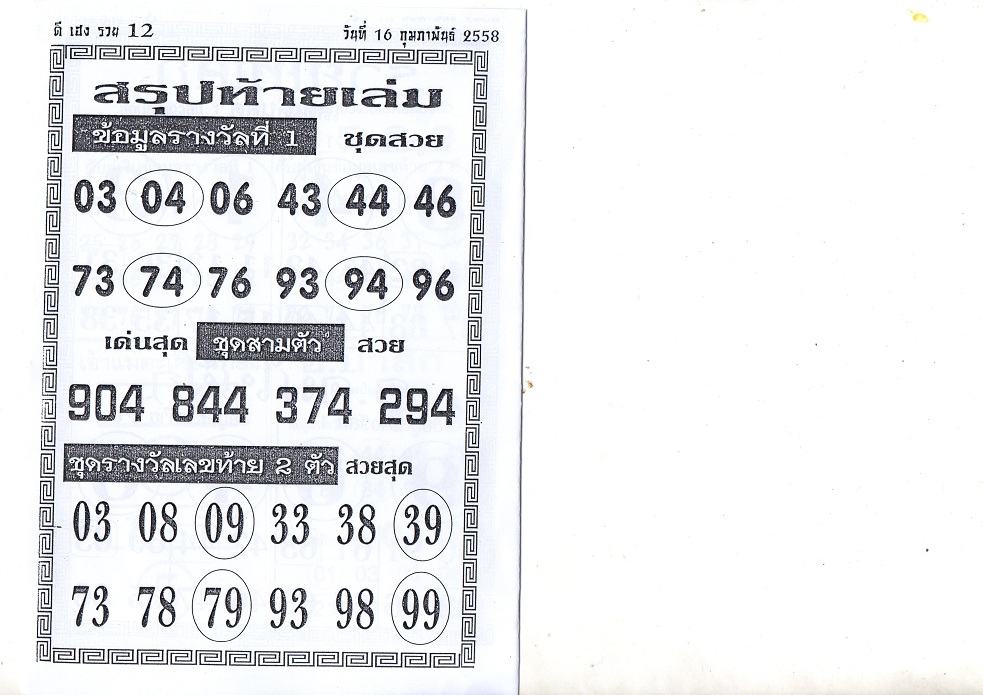 ดี เฮง รวย 12 วันที่ 16 กุมภาพันธ์ 2558
สรุปท้ายเล่ม
ข้อมูลรางวัลที่ 1 ชุดสวย
03 04 06 43 44 46
73 74 76 93 94 96
เด่นสุด ชุดสามตัว สวย
904 844 374 294
ชุดรางวัลเลขท้าย 2 ตัว สวยสุด
03 08 09 33 38 39
73 78 79 93 98 99